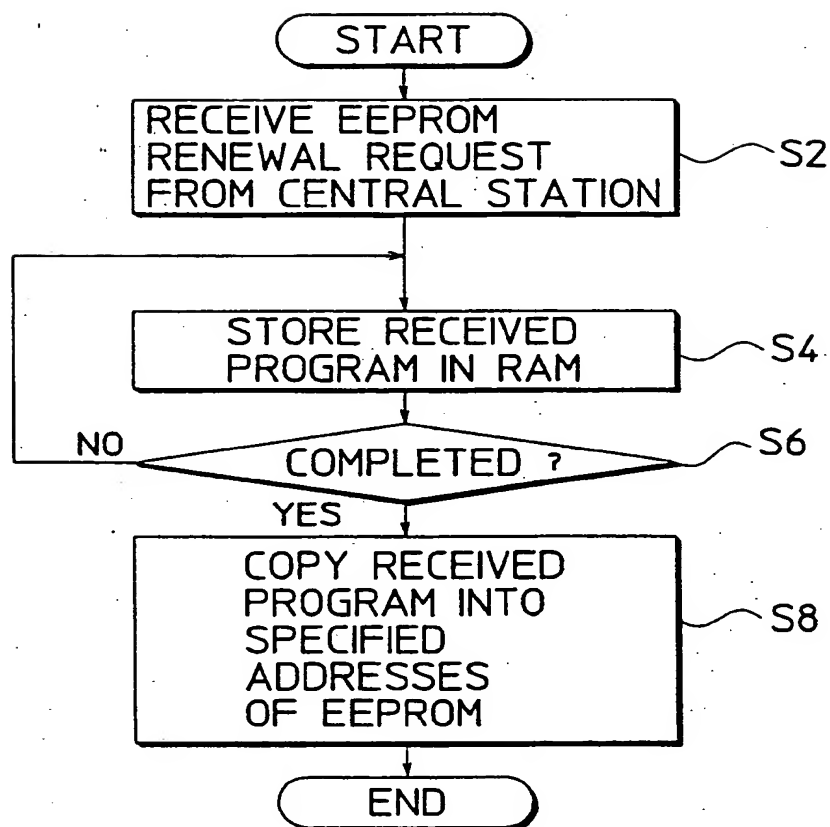 START
RECEIVE EEPROM
RENEWAL REQUEST
FROM CENTRAL STATION
S2
STORE RECEIVED
PROGRAM IN RAM
S4
NO
COMPLETED ?
S6
YES
COPY RECEIVED
PROGRAM INTO
SPECIFIED
ADDRESSES
OF EEPROM
S8
END